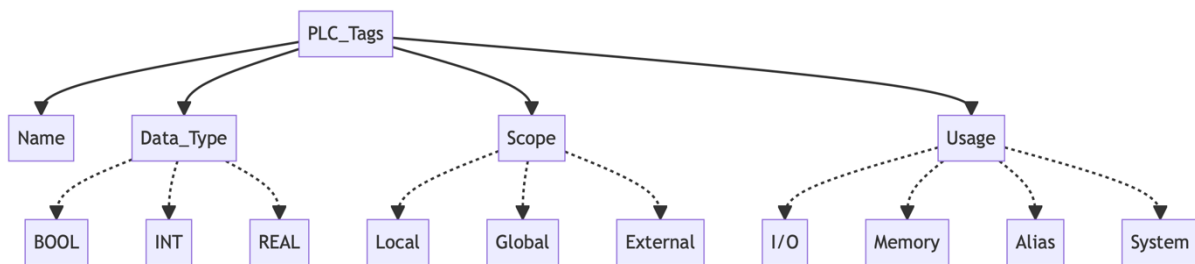 PLC_Tags
Name
Data_Type
Scope
Usage
BOOL
INT
REAL
Local
Global
External
I/O
Memory
Alias
System